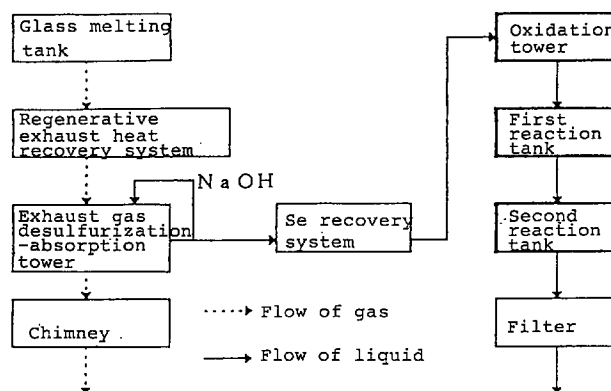 Glass melting
tank
Regenerative
exhaust heat
recovery system
NaOH
Exhaust gas
desulfurization
-absorption
tower
Chimney
Se recovery
system
Oxidation
tower
First
reaction
tank
Second
reaction
tank
Filter
Flow of gas
Flow of liquid